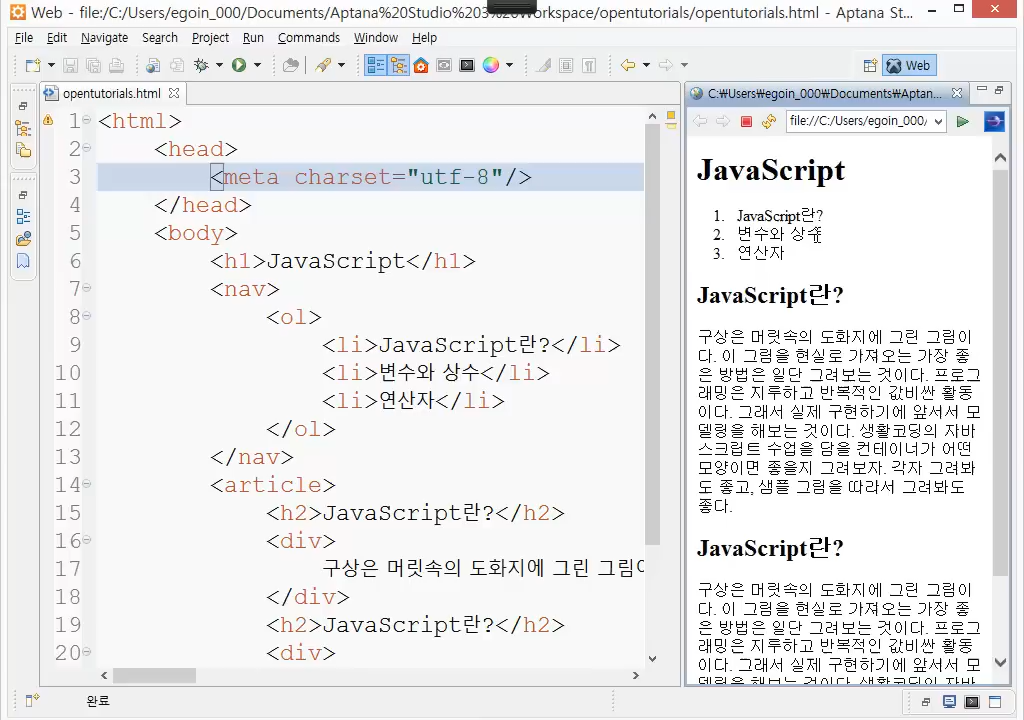 Web - file:/C:/Users/egoin_000/Documents/Aptana%20Studio%203%20Workspace/opentutorials/opentutorials.html - Aptana St...
File Edit Navigate Search Project Run Commands Window Help
Web
opentutorials.html
1 <html>
2 <head>
3 <meta charset="utf-8"/>
4 </head>
5 <body>
6 <h1>JavaScript</h1>
7 <nav>
8 <ol>
9 <li>JavaScript란?</li>
10 <li>변수와 상수</li>
11 <li>연산자</li>
12 </ol>
13 </nav>
14 <article>
15 <h2>JavaScript란?</h2>
16 <div>
17 구상은 머릿속의 도화지에 그린 그림이
18 </div>
19 <h2>JavaScript란?</h2>
20 <div>
완료
C:₩Users₩egoin_000₩Documents₩Aptan...
file://C:/Users/egoin_000/
JavaScript
1. JavaScript란?
2. 변수와 상수
3. 연산자
JavaScript란?
구상은 머릿속의 도화지에 그린 그림이
다. 이 그림을 현실로 가져오는 가장 좋
은 방법은 일단 그려보는 것이다. 프로그
래밍은 지루하고 반복적인 값비싼 활동
이다. 그래서 실제 구현하기에 앞서서 모
델링을 해보는 것이다. 생활코딩의 자바
스크립트 수업을 담을 컨테이너가 어떤
모양이면 좋을지 그려보자. 각자 그려봐
도 좋고, 샘플 그림을 따라서 그려봐도
좋다.
JavaScript란?
구상은 머릿속의 도화지에 그린 그림이
다. 이 그림을 현실로 가져오는 가장 좋
은 방법은 일단 그려보는 것이다. 프로그
래밍은 지루하고 반복적인 값비싼 활동
이다. 그래서 실제 구현하기에 앞서서 모
델링을 해보는 것이다. 생활코딩의 자바